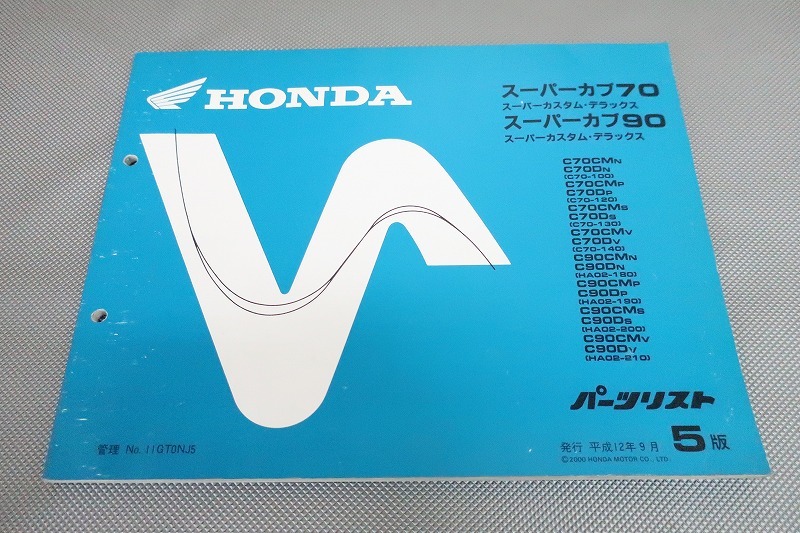 HONDA
スーパーカブ70
スーパーカスタム・デラックス
スーパーカブ90
スーパーカスタム・デラックス
C70CMN
C70DN
(C70-100)
C70CMP
C70DP
(C70-120)
C70CMS
C70DS
(C70-130)
C70CMV
C70DV
(C70-140)
C90CMN
C90DN
(HA02-180)
C90CMP
C90DP
(HA02-190)
C90CMS
C90DS
(HA02-200)
C90CMV
C90DV
(HA02-210)
パーツリスト
管理 No. 11GT0NJ5
発行 平成12年9月 5版
©2000 HONDA MOTOR CO., LTD.